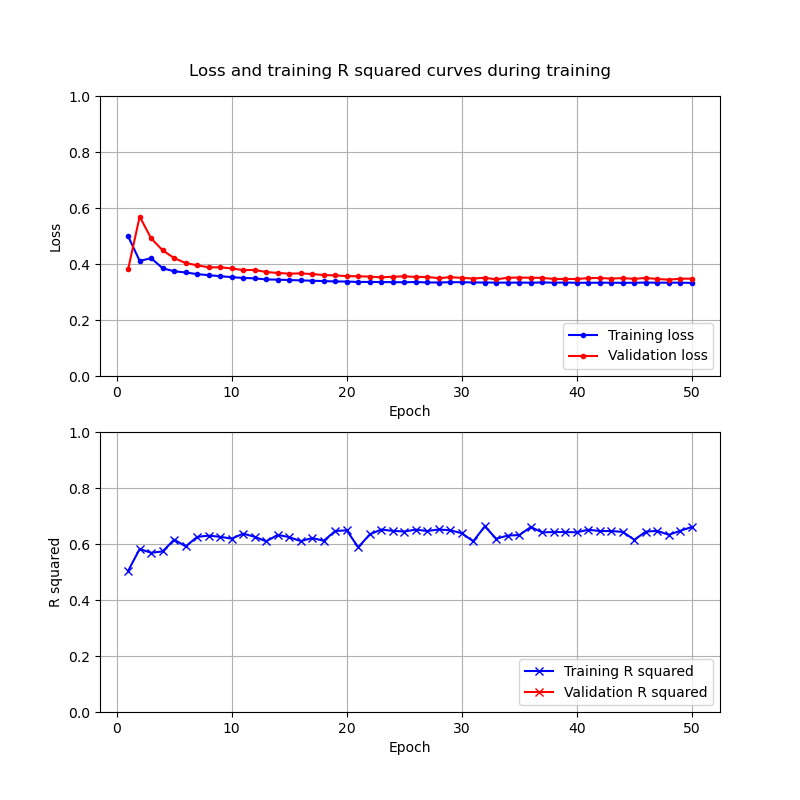 Loss and training R squared curves during training
1.0
0.8
0.6
0.4
0.2
0.0
Loss
Training loss
Validation loss
0 10 20 30 40 50
Epoch
1.0
0.8
0.6
0.4
0.2
0.0
R squared
Training R squared
Validation R squared
0 10 20 30 40 50
Epoch